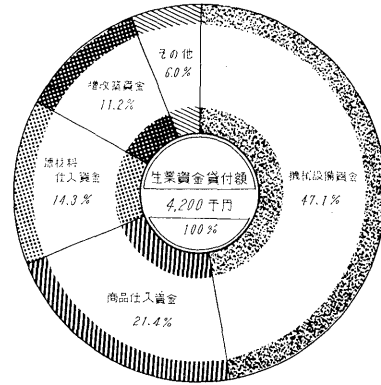 その他
6.0%
増改築資金
11.2%
原材料
仕入資金
14.3%
機械設備資金
47.1%
生業資金貸付額
4,200千円
100%
商品仕入資金
21.4%